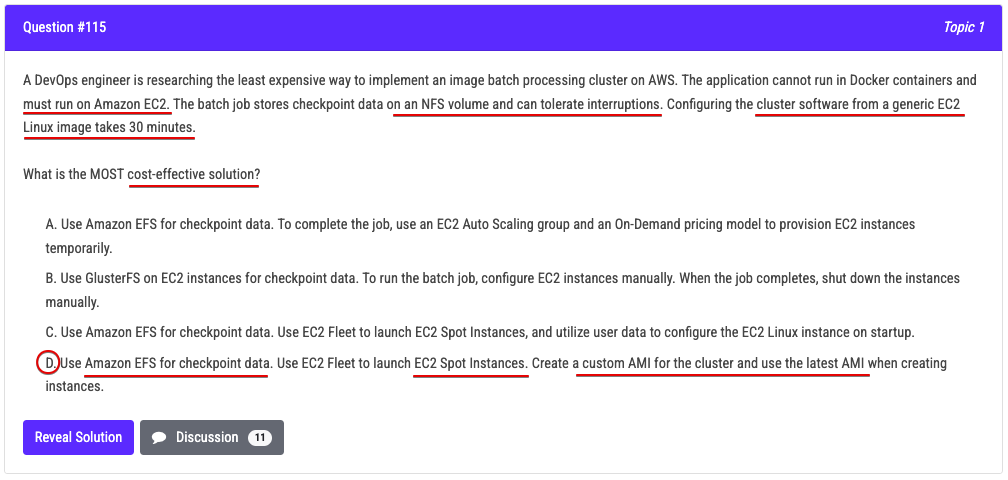 Question #115
Topic 1
A DevOps engineer is researching the least expensive way to implement an image batch processing cluster on AWS. The application cannot run in Docker containers and
must run on Amazon EC2. The batch job stores checkpoint data on an NFS volume and can tolerate interruptions. Configuring the cluster software from a generic EC2
Linux image takes 30 minutes.
What is the MOST cost-effective solution?
A. Use Amazon EFS for checkpoint data. To complete the job, use an EC2 Auto Scaling group and an On-Demand pricing model to provision EC2 instances
temporarily.
B. Use GlusterFS on EC2 instances for checkpoint data. To run the batch job, configure EC2 instances manually. When the job completes, shut down the instances
manually.
C. Use Amazon EFS for checkpoint data. Use EC2 Fleet to launch EC2 Spot Instances, and utilize user data to configure the EC2 Linux instance on startup.
D. Use Amazon EFS for checkpoint data. Use EC2 Fleet to launch EC2 Spot Instances. Create a custom AMI for the cluster and use the latest AMI when creating
instances.
Reveal Solution
Discussion 11